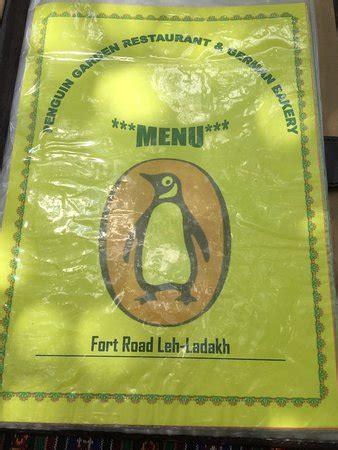 PENGUIN GARDEN RESTAURANT & GERMAN BAKERY
***MENU***
Fort Road Leh-Ladakh